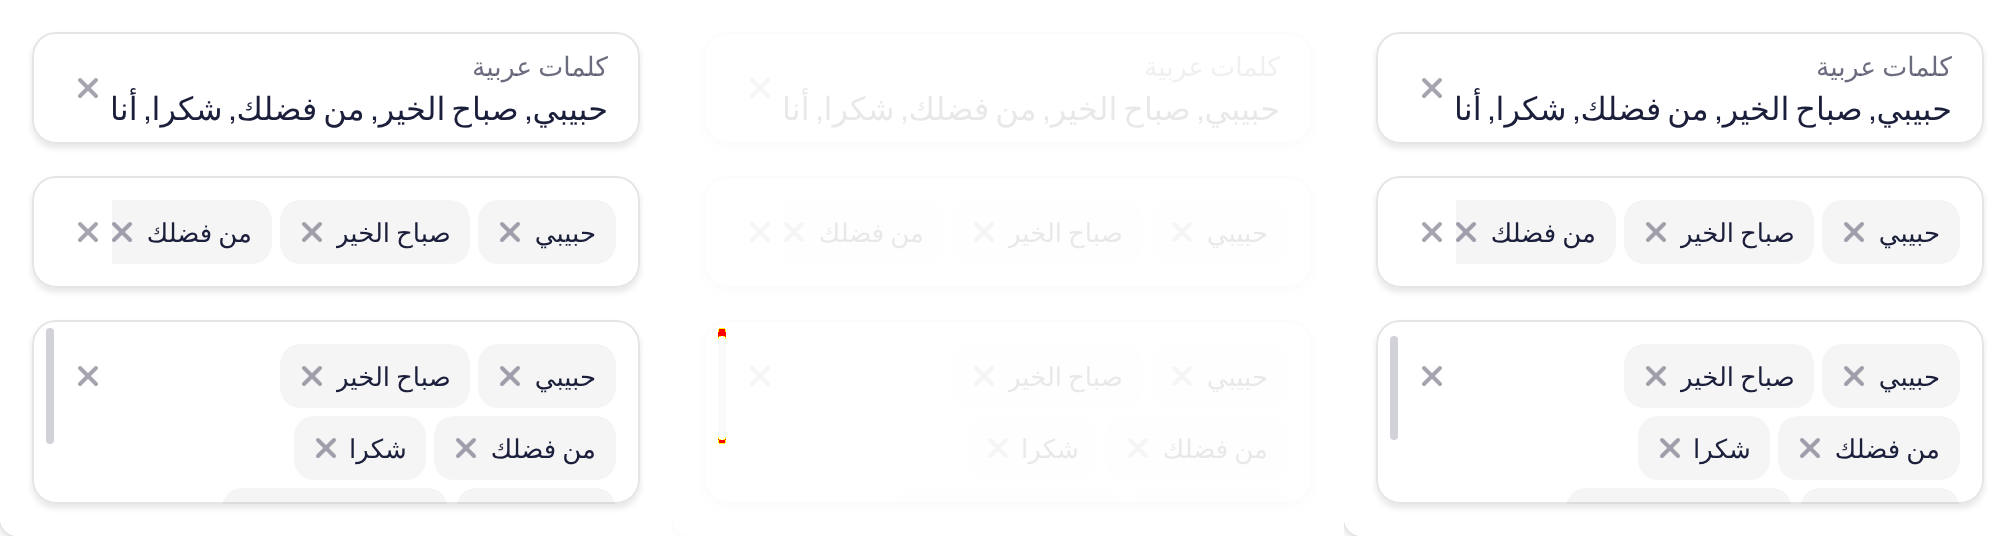 كلمات عربية
حبيبي, صباح الخير, من فضلك, شكرا, أنا
حبيبي صباح الخير من فضلك
حبيبي صباح الخير
من فضلك شكرا
كلمات عربية
حبيبي, صباح الخير, من فضلك, شكرا, أنا
حبيبي صباح الخير من فضلك
حبيبي صباح الخير
من فضلك شكرا
كلمات عربية
حبيبي, صباح الخير, من فضلك, شكرا, أنا
حبيبي صباح الخير من فضلك
حبيبي صباح الخير
من فضلك شكرا